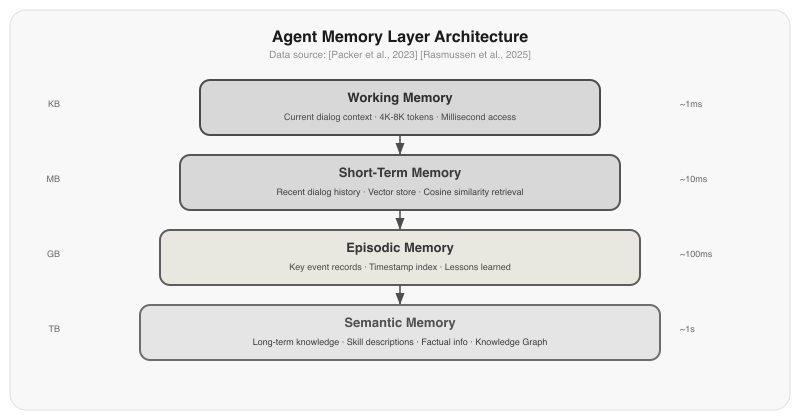 Agent Memory Layer Architecture
Data source: [Packer et al., 2023] [Rasmussen et al., 2025]
KB
Working Memory
Current dialog context · 4K-8K tokens · Millisecond access
~1ms
MB
Short-Term Memory
Recent dialog history · Vector store · Cosine similarity retrieval
~10ms
GB
Episodic Memory
Key event records · Timestamp index · Lessons learned
~100ms
TB
Semantic Memory
Long-term knowledge · Skill descriptions · Factual info · Knowledge Graph
~1s